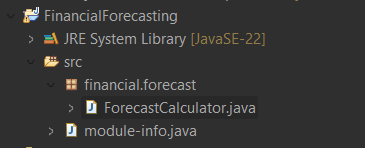 FinancialForecasting
JRE System Library [JavaSE-22]
src
financial.forecast
ForecastCalculator.java
module-info.java